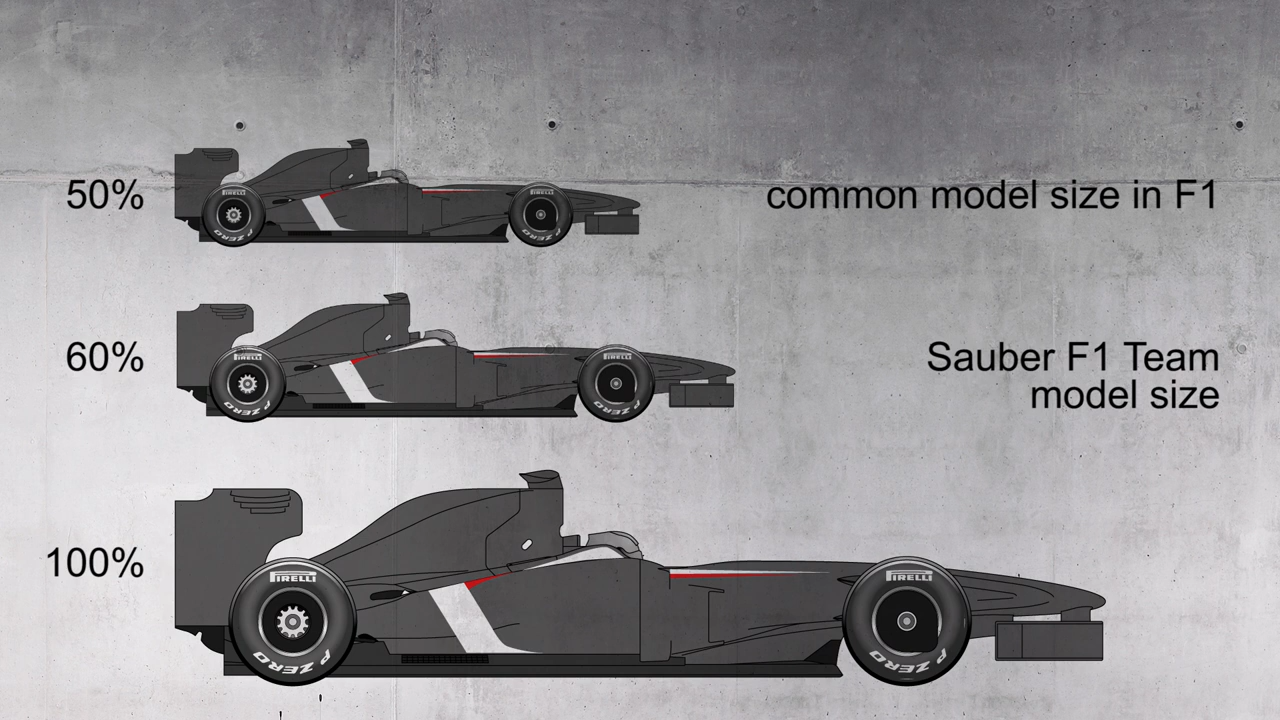 50%
common model size in F1
PIRELLI
PIRELLI
P ZERO
P ZERO
60%
Sauber F1 Team
model size
PIRELLI
PIRELLI
P ZERO
P ZERO
100%
PIRELLI
PIRELLI
P ZERO
P ZERO